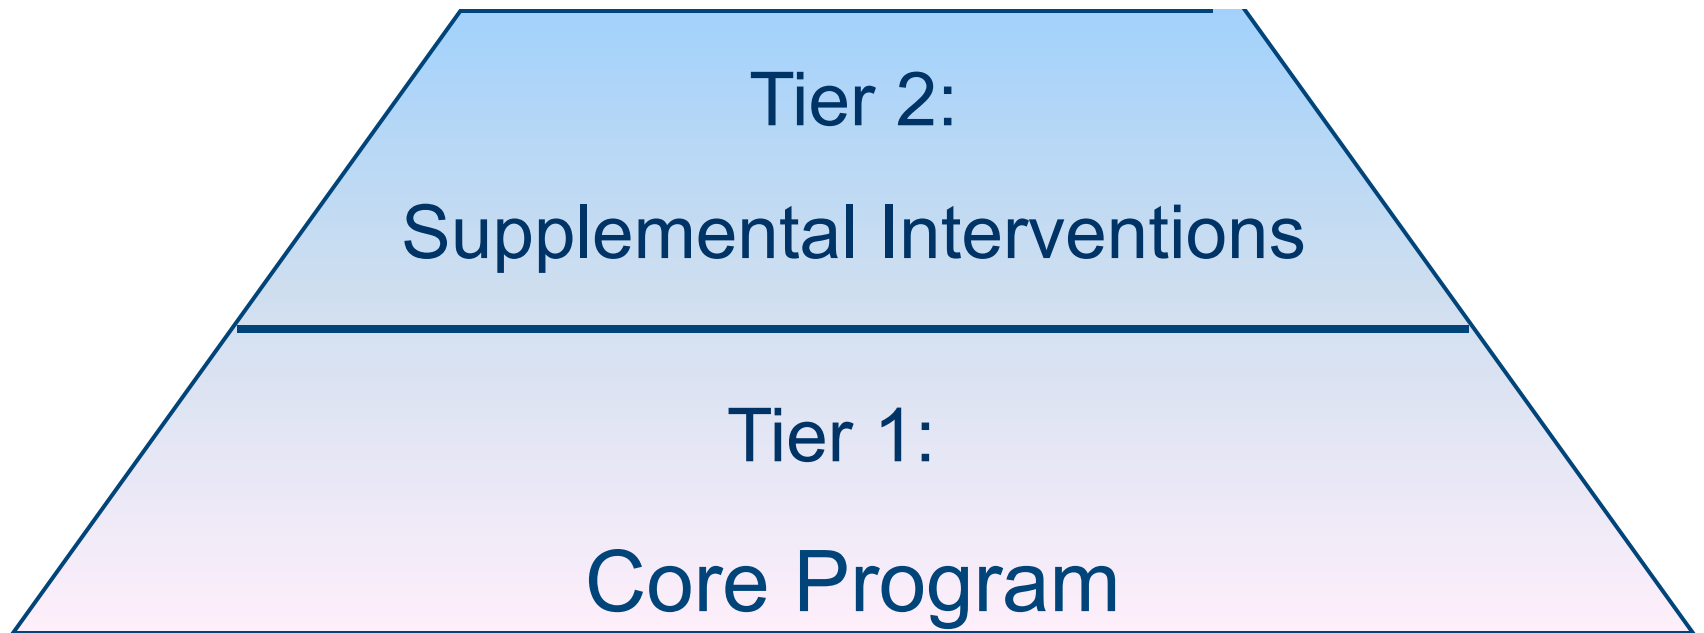 Tier 2:
Supplemental Interventions
Tier 1:
Core Program